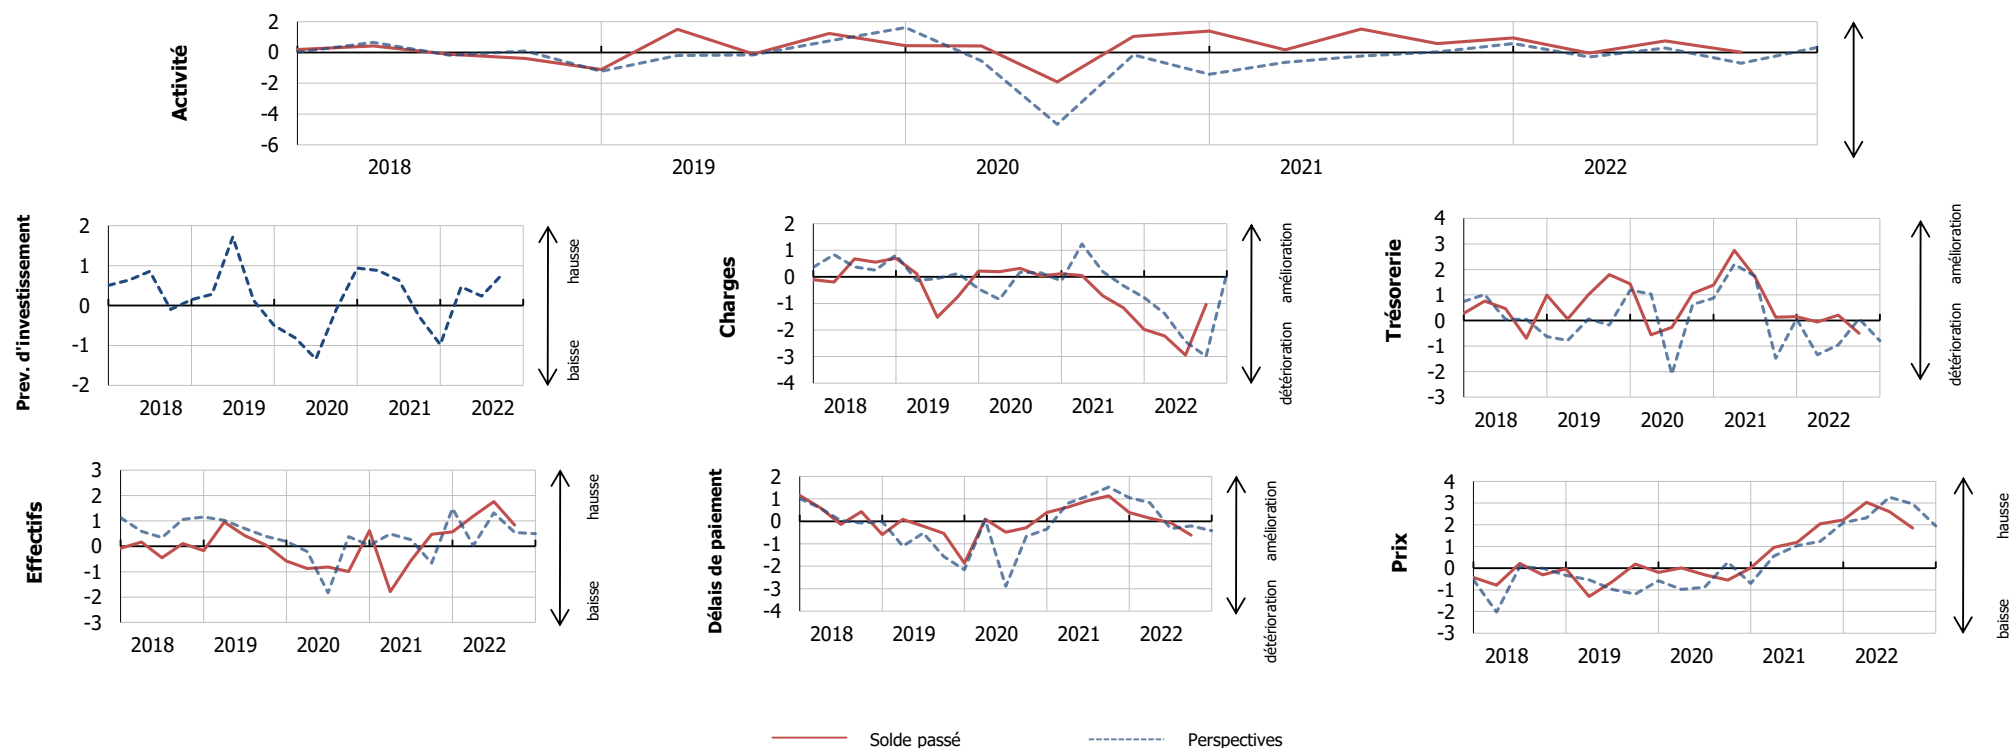 Activité
2
0
-2
-4
-6
2018 2019 2020 2021 2022
Prev. d'investissement
2
1
0
-1
-2
2018 2019 2020 2021 2022
hausse
baisse
Charges
2
1
0
-1
-2
-3
-4
2018 2019 2020 2021 2022
amélioration
détérioration
Trésorerie
4
3
2
1
0
-1
-2
-3
2018 2019 2020 2021 2022
amélioration
détérioration
Effectifs
3
2
1
0
-1
-2
-3
2018 2019 2020 2021 2022
hausse
baisse
Délais de paiement
2
1
0
-1
-2
-3
-4
2018 2019 2020 2021 2022
amélioration
détérioration
Prix
4
3
2
1
0
-1
-2
-3
2018 2019 2020 2021 2022
hausse
baisse
Solde passé Perspectives